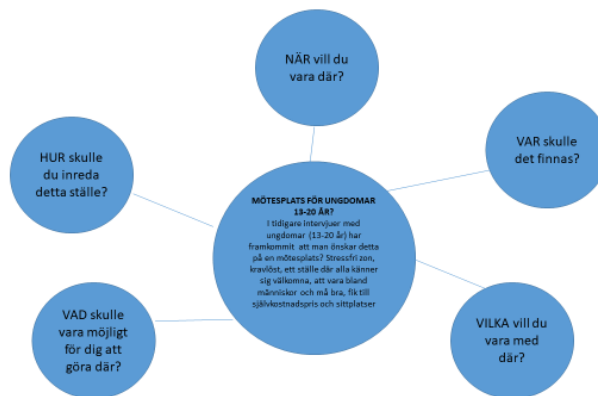 NÄR vill du
vara där?
VAR skulle
det finnas?
HUR skulle
du inreda
detta ställe?
MÖTESPLATS FÖR UNGDOMAR
13-20 ÅR?
I tidigare intervjuer med
ungdomar (13-20 år) har
framkommit att man önskar detta
på en mötesplats? Stressfri zon,
kravlöst, ett ställe där alla känner
sig välkomna, att vara bland
människor och må bra, fik till
självkostnadspris och sittplatser
VAD skulle
vara möjligt
för dig att
göra där?
VILKA vill du
vara med
där?